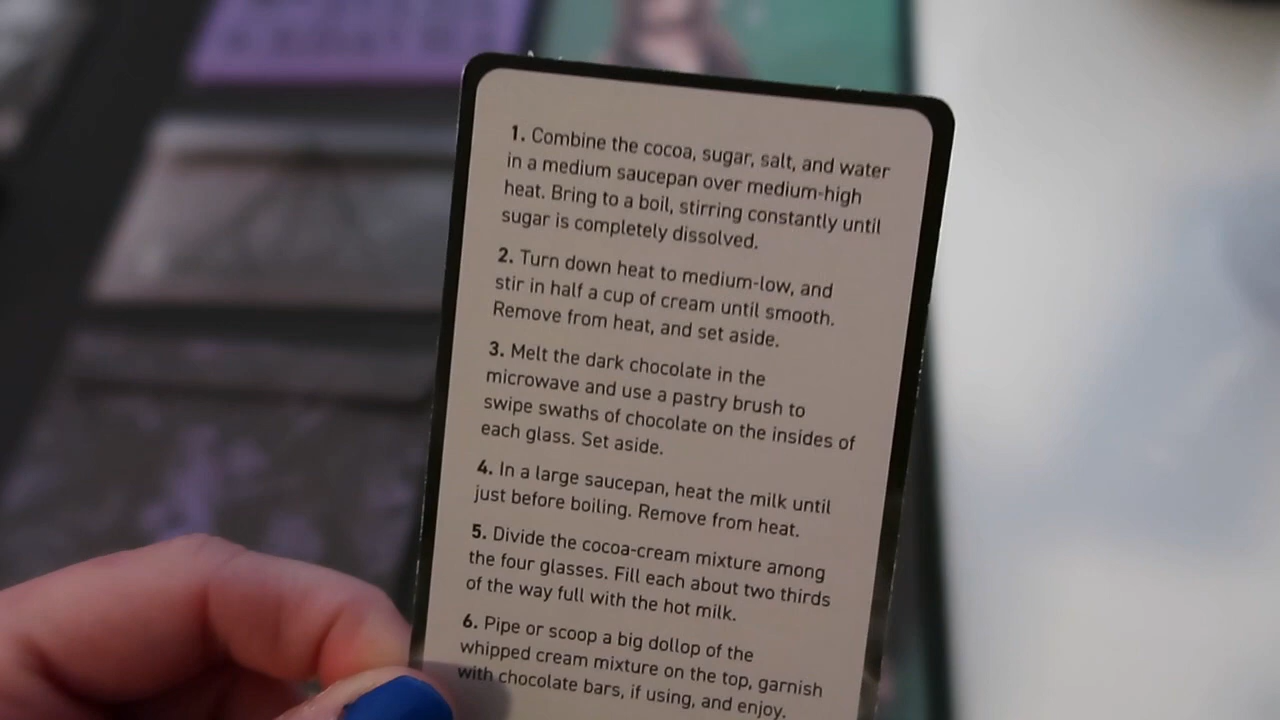 1. Combine the cocoa, sugar, salt, and water
in a medium saucepan over medium-high
heat. Bring to a boil, stirring constantly until
sugar is completely dissolved.
2. Turn down heat to medium-low, and
stir in half a cup of cream until smooth.
Remove from heat, and set aside.
3. Melt the dark chocolate in the
microwave and use a pastry brush to
swipe swaths of chocolate on the insides of
each glass. Set aside.
4. In a large saucepan, heat the milk until
just before boiling. Remove from heat.
5. Divide the cocoa-cream mixture among
the four glasses. Fill each about two thirds
of the way full with the hot milk.
6. Pipe or scoop a big dollop of the
whipped cream mixture on the top, garnish
with chocolate bars, if using, and enjoy.